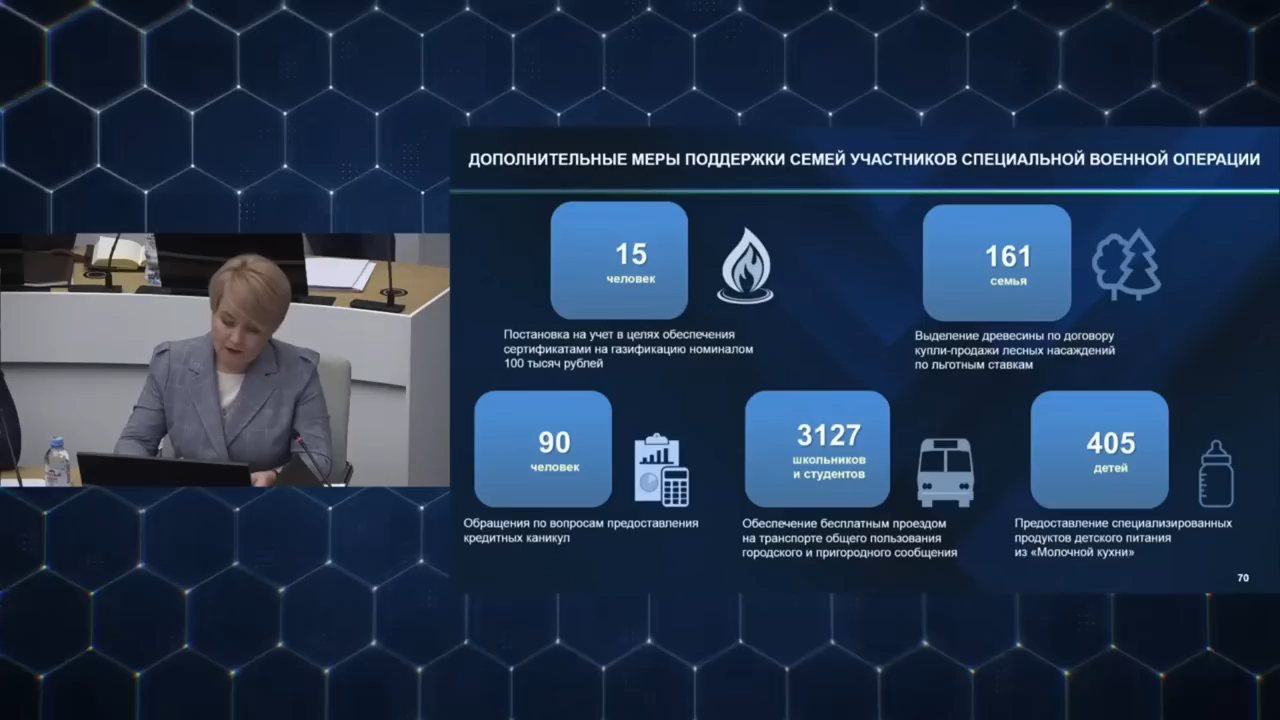 ДОПОЛНИТЕЛЬНЫЕ МЕРЫ ПОДДЕРЖКИ СЕМЕЙ УЧАСТНИКОВ СПЕЦИАЛЬНОЙ ВОЕННОЙ ОПЕРАЦИИ
15
человек
Постановка на учет в целях обеспечения
сертификатами на газификацию номиналом
100 тысяч рублей
161
семья
Выделение древесины по договору
купли-продажи лесных насаждений
по льготным ставкам
90
человек
Обращения по вопросам предоставления
кредитных каникул
3127
школьников
и студентов
Обеспечение бесплатным проездом
на транспорте общего пользования
городского и пригородного сообщения
405
детей
Предоставление специализированных
продуктов детского питания
из «Молочной кухни»
70